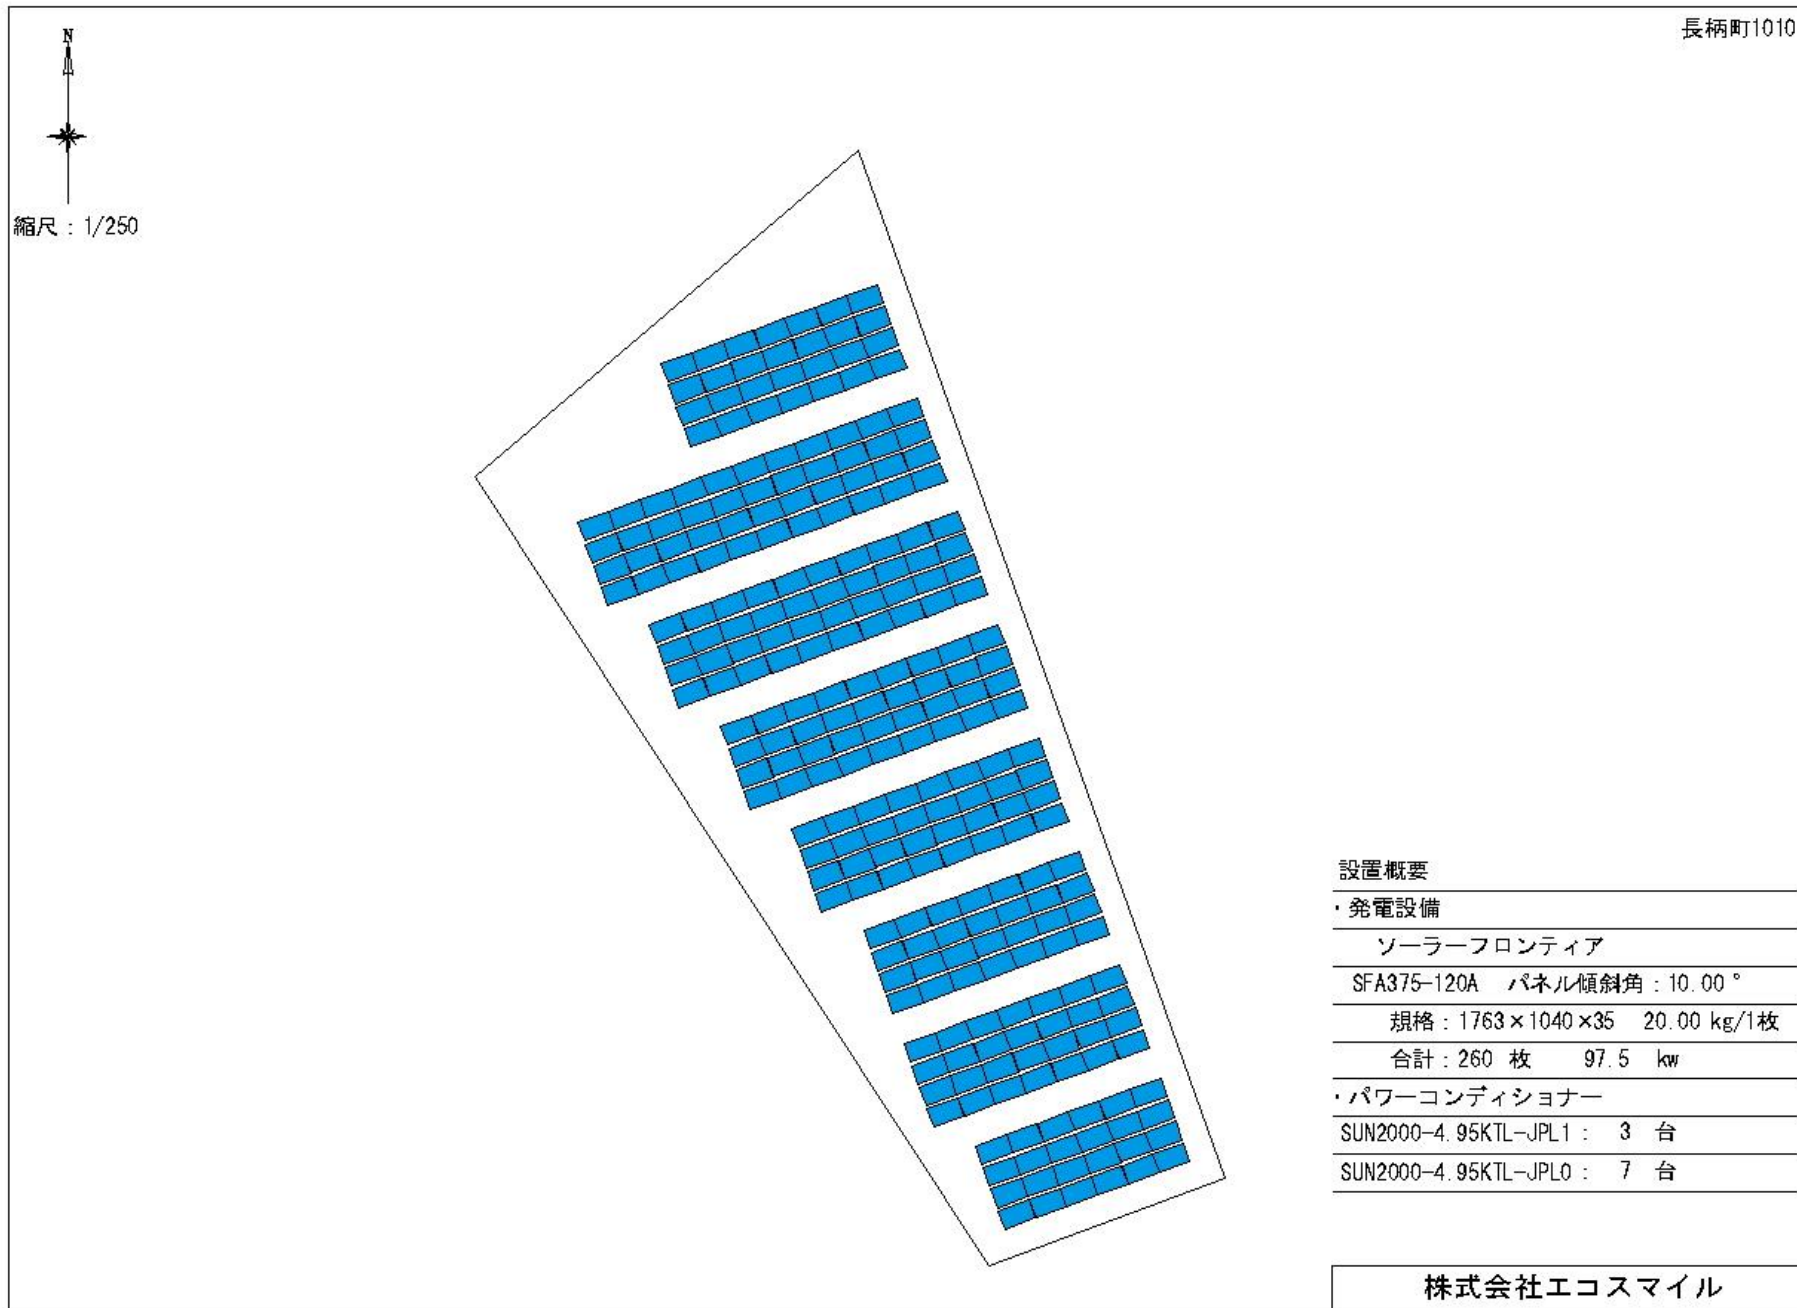 長柄町1010
N
縮尺：1/250
設置概要
・発電設備
ソーラーフロンティア
SFA375-120A パネル傾斜角：10.00°
規格：1763×1040×35 20.00 kg/1枚
合計：260 枚 97.5 kw
・パワーコンディショナー
SUN2000-4.95KTL-JPL1： 3 台
SUN2000-4.95KTL-JPL0： 7 台
株式会社エコスマイル